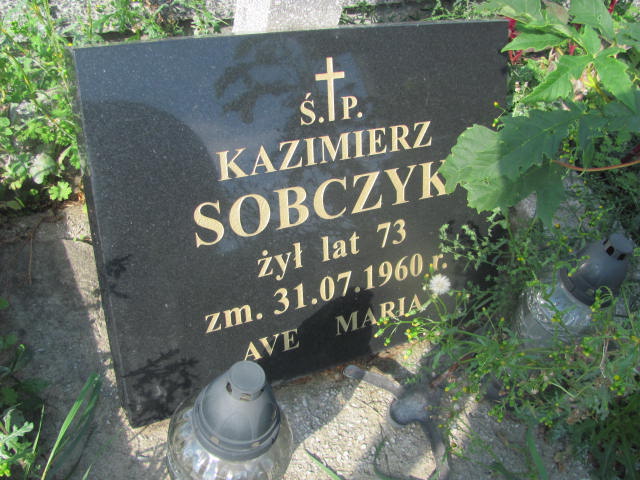 Ś.P.
KAZIMIERZ
SOBCZYK
żył lat 73
zm. 31.07.1960 r.
AVE MARIA